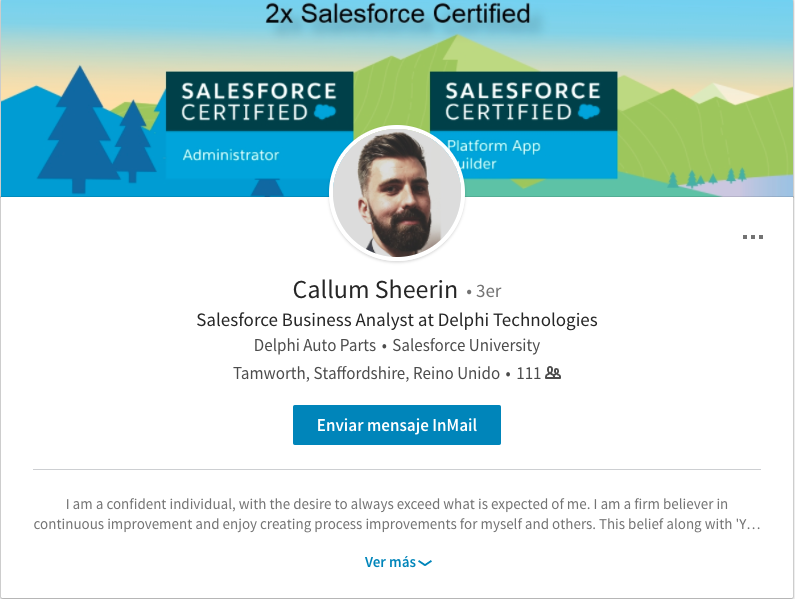 2x Salesforce Certified
SALESFORCE
CERTIFIED
Administrator
SALESFORCE
CERTIFIED
Platform App
uilder
Callum Sheerin • 3er
Salesforce Business Analyst at Delphi Technologies
Delphi Auto Parts • Salesforce University
Tamworth, Staffordshire, Reino Unido • 111
Enviar mensaje InMail
I am a confident individual, with the desire to always exceed what is expected of me. I am a firm believer in
continuous improvement and enjoy creating process improvements for myself and others. This belief along with 'Y…
Ver más